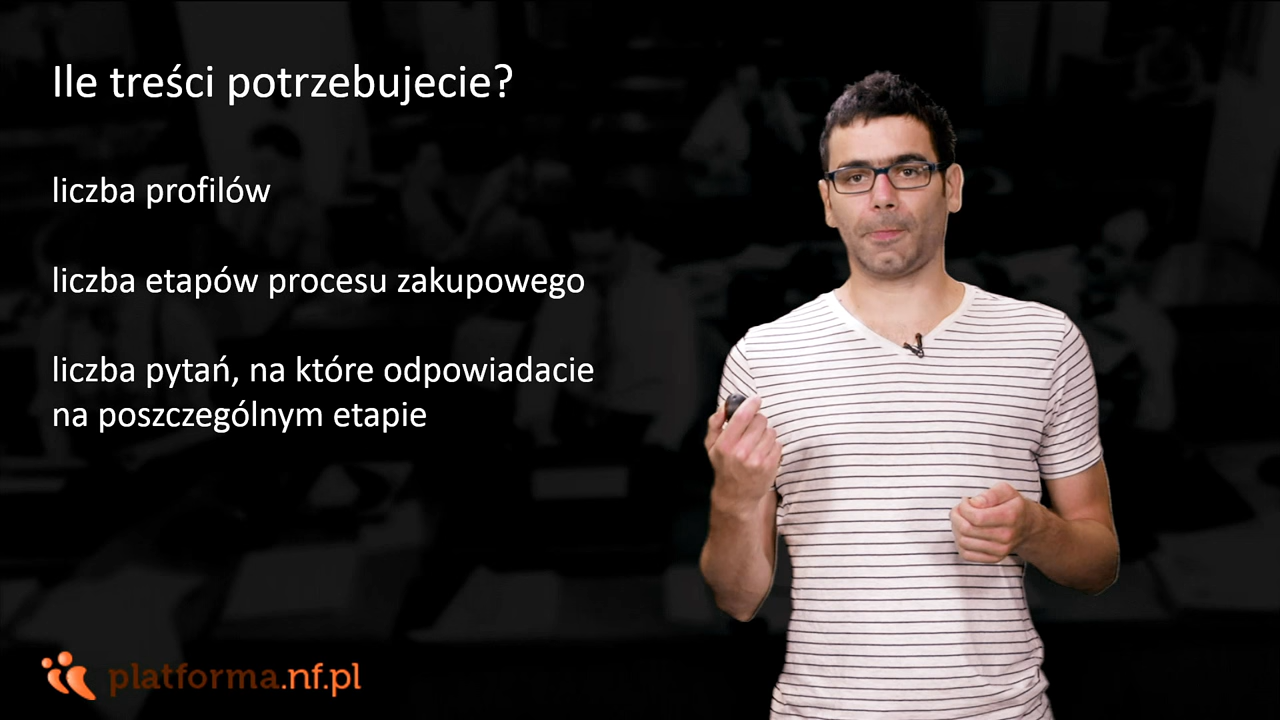 Ile treści potrzebujecie?
liczba profilów
liczba etapów procesu zakupowego
liczba pytań, na które odpowiadacie
na poszczególnym etapie
platforma.nf.pl